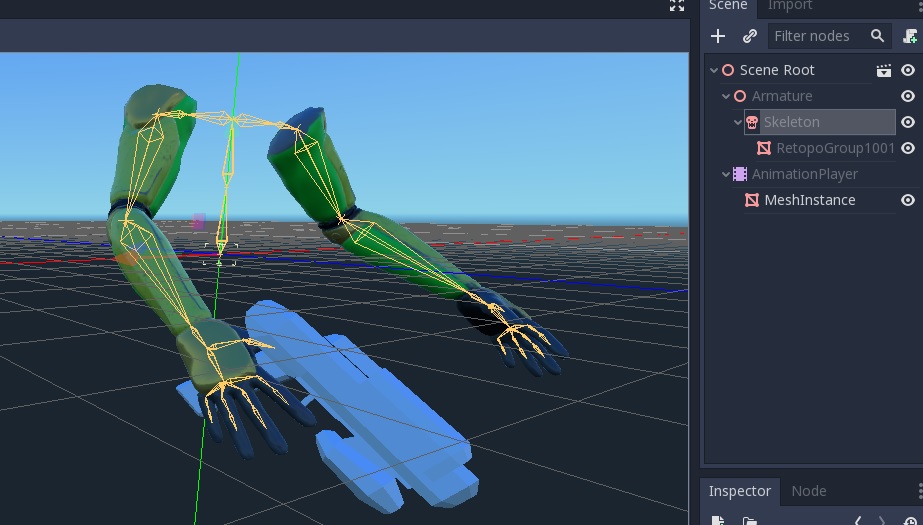 Scene Import
Filter nodes
Scene Root
Armature
Skeleton
RetopoGroup1001
AnimationPlayer
MeshInstance
Inspector Node